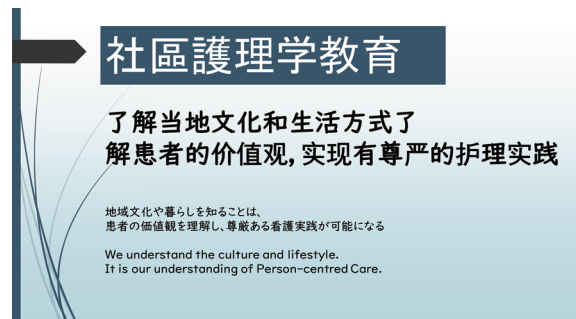 社區護理学教育
了解当地文化和生活方式了
解患者的价值观,实现有尊严的护理实践
地域文化や暮らしを知ることは、
患者の価値観を理解し、尊厳ある看護実践が可能になる
We understand the culture and lifestyle.
It is our understanding of Person-centred Care.